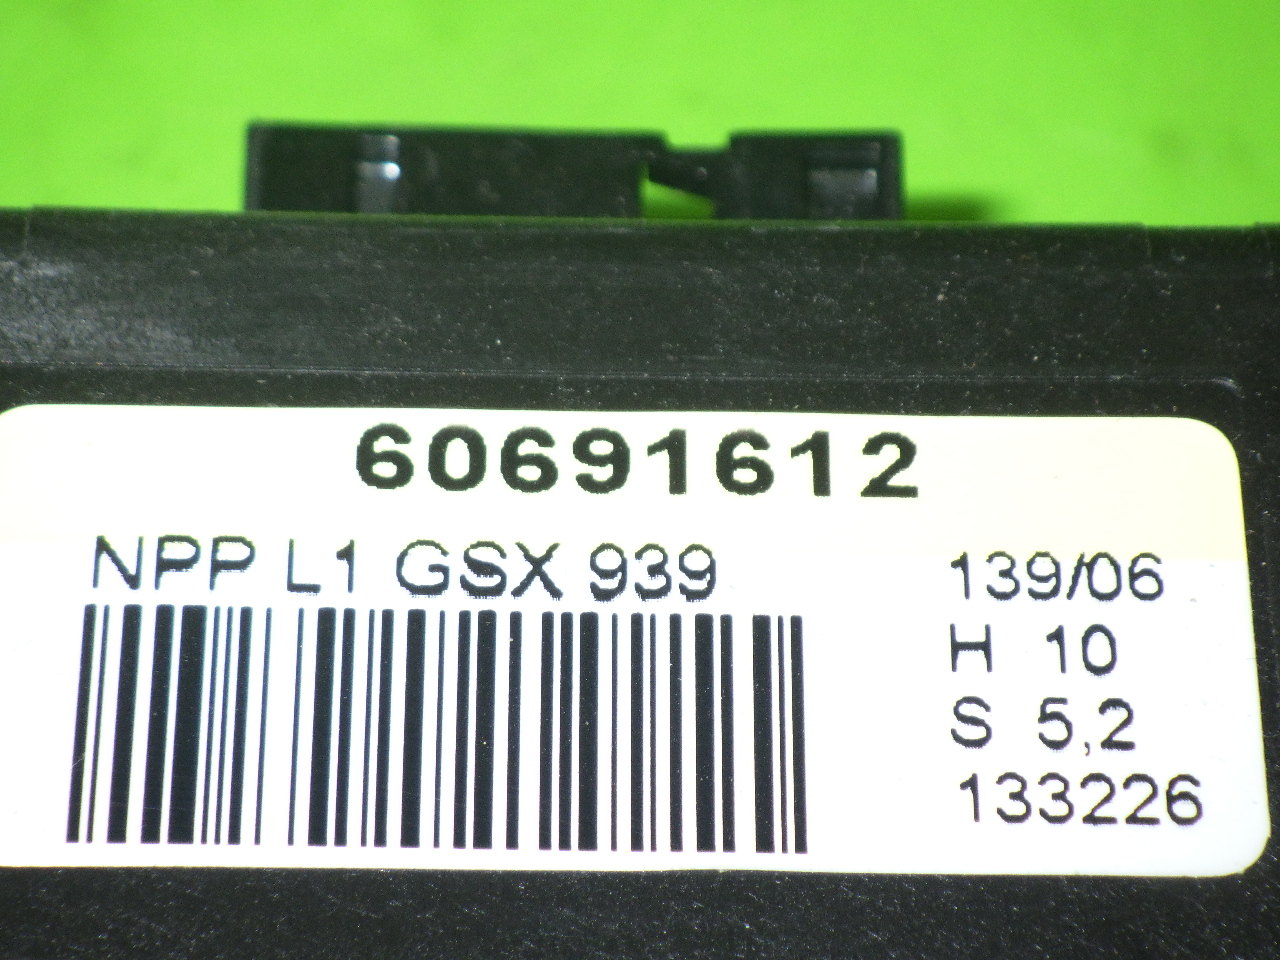 60691612
NPP L1 GSX 939
139/06
H 10
S 5,2
133226